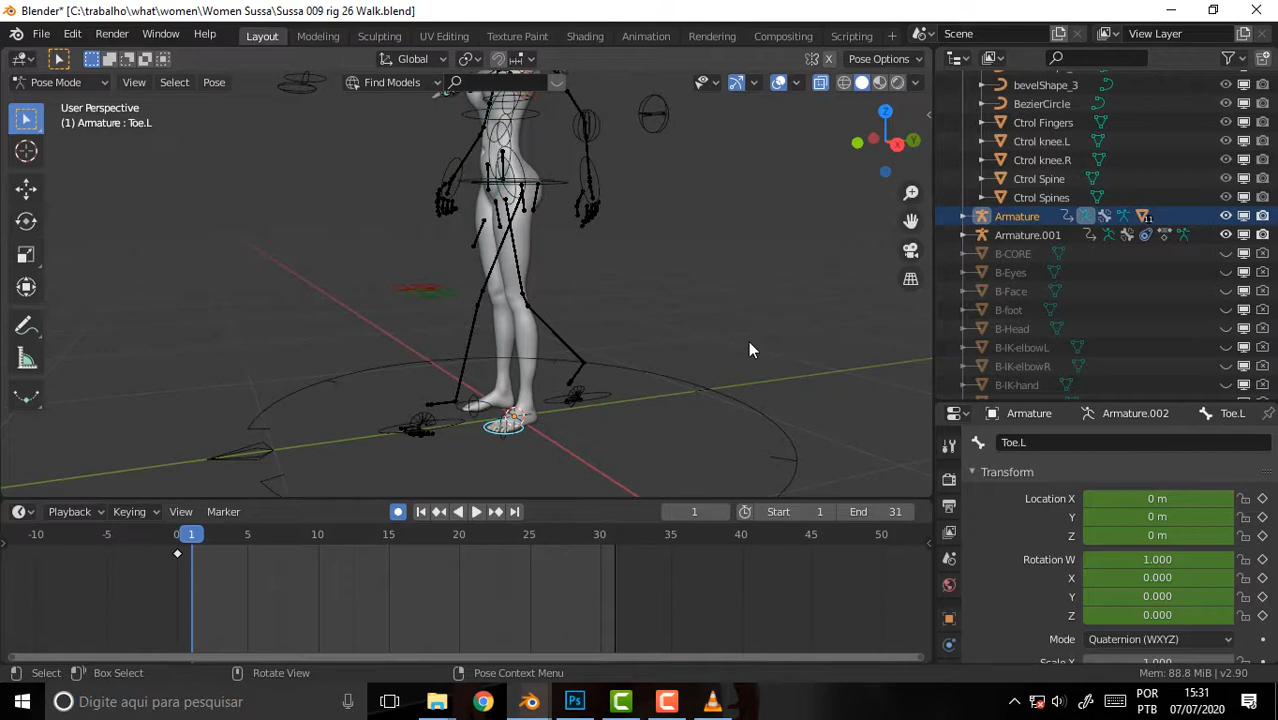 Blender* [C:\trabalho\what\women\Women Sussa\Sussa 009 rig 26 Walk.blend]
File Edit Render Window Help Layout Modeling Sculpting UV Editing Texture Paint Shading Animation Rendering Compositing Scripting Scene View Layer
Global X Pose Options
Pose Mode View Select Pose Find Models
User Perspective
(1) Armature : Toe.L
Z
Y
X
bevelShape_3
BezierCircle
Ctrol Fingers
Ctrol knee.L
Ctrol knee.R
Ctrol Spine
Ctrol Spines
Armature 11
Armature.001
B-CORE
B-Eyes
B-Face
B-foot
B-Head
B-IK-elbowL
B-IK-elbowR
B-IK-hand
Armature Armature.002 Toe.L
Toe.L
Transform
Location X 0 m
Y 0 m
Z 0 m
Rotation W 1.000
X 0.000
Y 0.000
Z 0.000
Mode Quaternion (WXYZ)
Playback Keying View Marker 1 Start 1 End 31
-10 -5 0 1 5 10 15 20 25 30 35 40 45 50
Select Box Select Rotate View Pose Context Menu Mem: 88.8 MiB | v2.90
Digite aqui para pesquisar
POR
PTB
15:31
07/07/2020